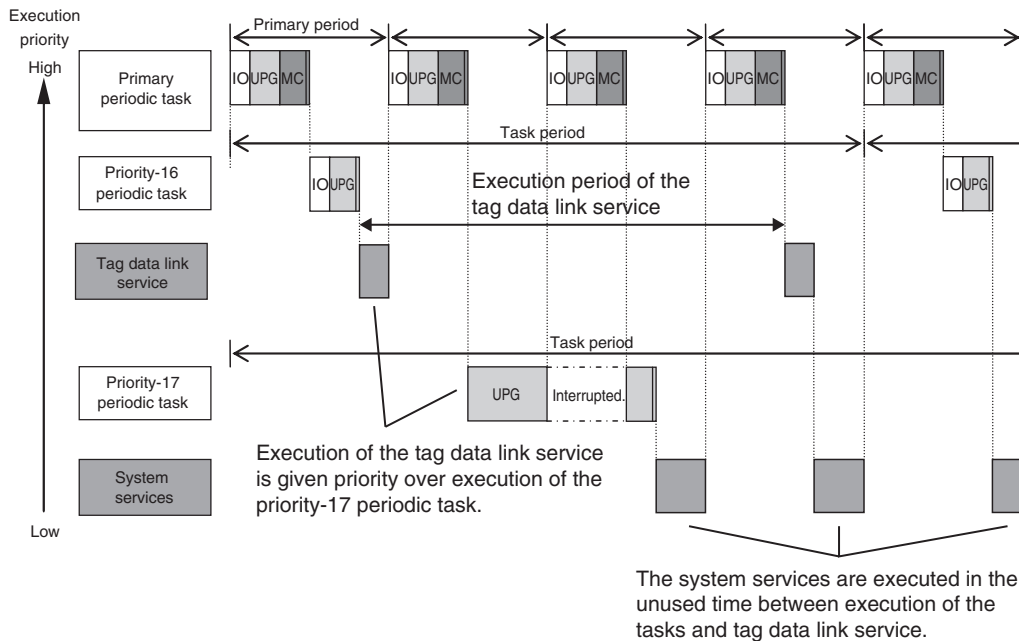 Execution
priority
High
Primary period
Primary
periodic task
IO UPG MC
IO UPG MC
IO UPG MC
IO UPG MC
IO UPG MC
Task period
Priority-16
periodic task
IO UPG
Execution period of the
tag data link service
IO UPG
Tag data link
service
Task period
Priority-17
periodic task
UPG
Interrupted.
Execution of the tag data link service
is given priority over execution of the
priority-17 periodic task.
System
services
Low
The system services are executed in the
unused time between execution of the
tasks and tag data link service.